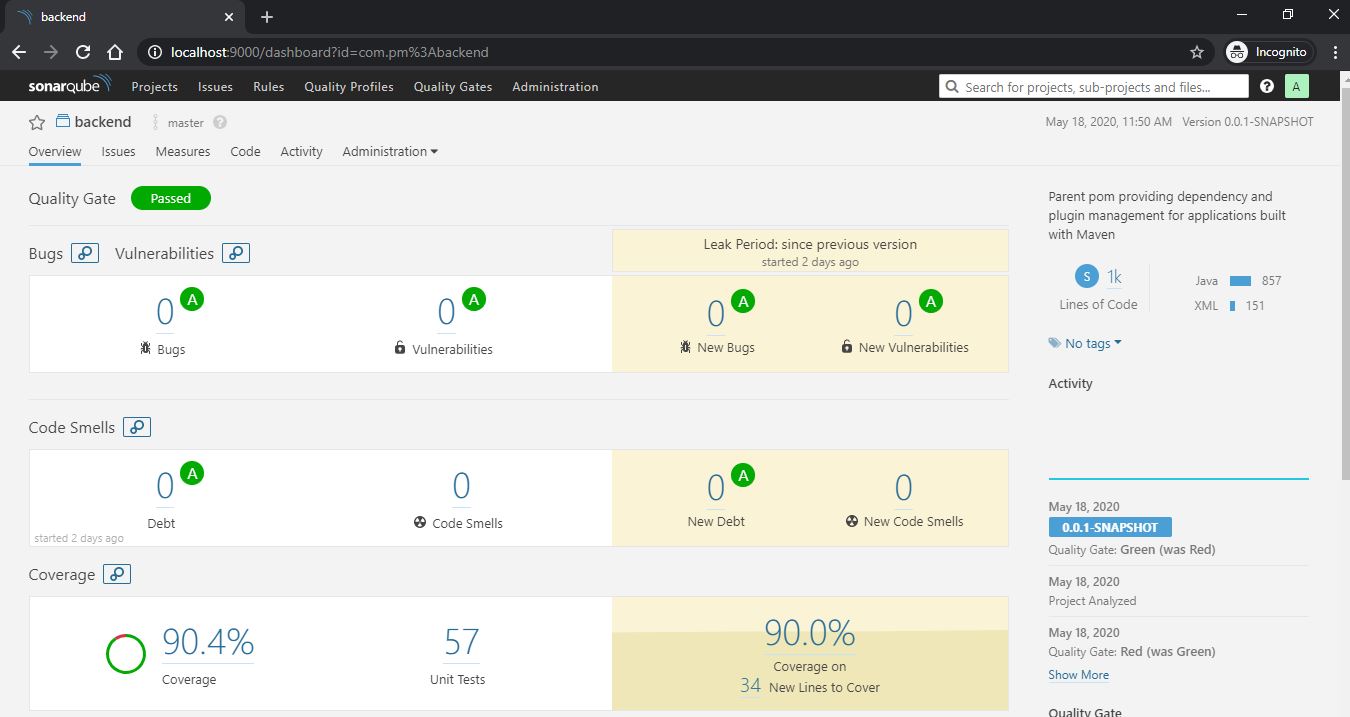 backend
localhost:9000/dashboard?id=com.pm%3Abackend
Incognito
sonarqube Projects Issues Rules Quality Profiles Quality Gates Administration
Search for projects, sub-projects and files...
? A
backend master ?
May 18, 2020, 11:50 AM Version 0.0.1-SNAPSHOT
Overview Issues Measures Code Activity Administration
Quality Gate Passed
Bugs Vulnerabilities
Leak Period: since previous version
started 2 days ago
0 A
Bugs
0 A
Vulnerabilities
0 A
New Bugs
0 A
New Vulnerabilities
Code Smells
0 A
Debt
started 2 days ago
0
Code Smells
0 A
New Debt
0
New Code Smells
Coverage
90.4%
Coverage
57
Unit Tests
90.0%
Coverage on
34 New Lines to Cover
Parent pom providing dependency and
plugin management for applications built
with Maven
S 1k
Lines of Code
Java 857
XML 151
No tags
Activity
May 18, 2020
0.0.1-SNAPSHOT
Quality Gate: Green (was Red)
May 18, 2020
Project Analyzed
May 18, 2020
Quality Gate: Red (was Green)
Show More
Quality Gate